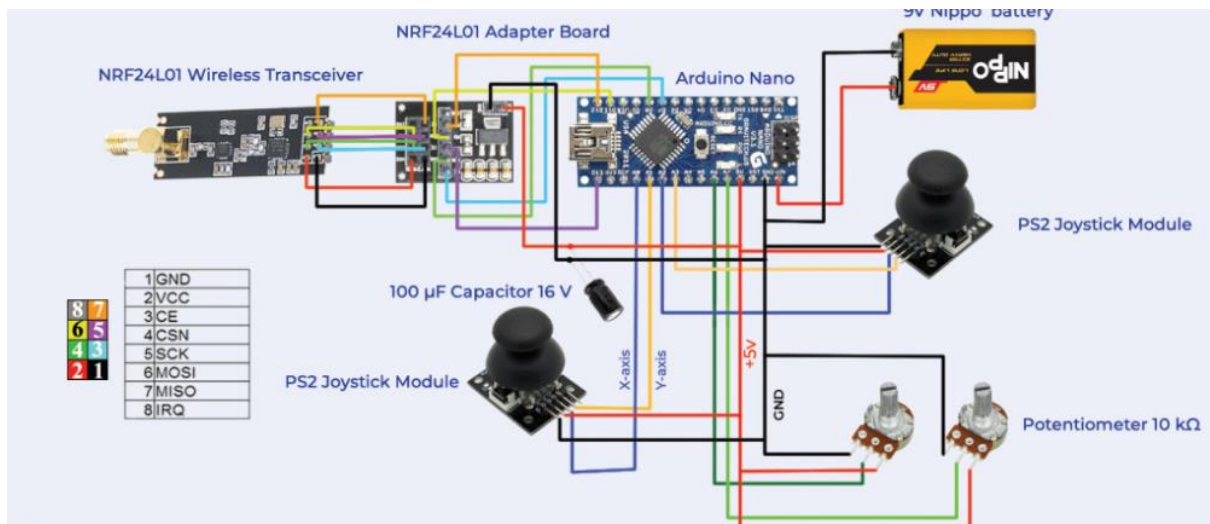 9v Nippo battery
NRF24L01 Adapter Board
NRF24L01 Wireless Transceiver
Arduino Nano
NIPPO
9V
PS2 Joystick Module
100 µF Capacitor 16 V
1 GND
2 VCC
3 CE
4 CSN
5 SCK
6 MOSI
7 MISO
8 IRQ
8 7
6 5
4 3
2 1
PS2 Joystick Module
X-axis
Y-axis
+5v
GND
Potentiometer 10 kΩ